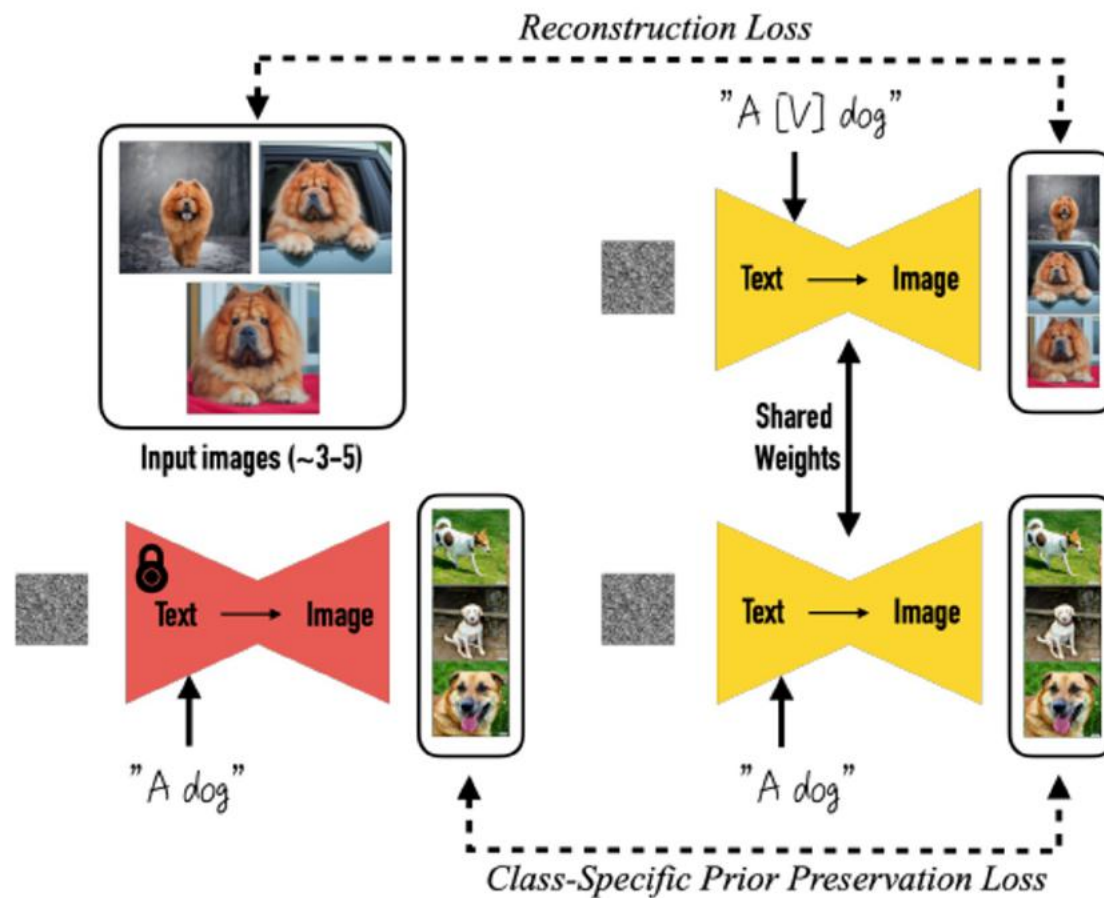 Reconstruction Loss
"A [V] dog"
Text → Image
Input images (~3-5)
Shared
Weights
Text → Image
Text → Image
"A dog"
"A dog"
Class-Specific Prior Preservation Loss